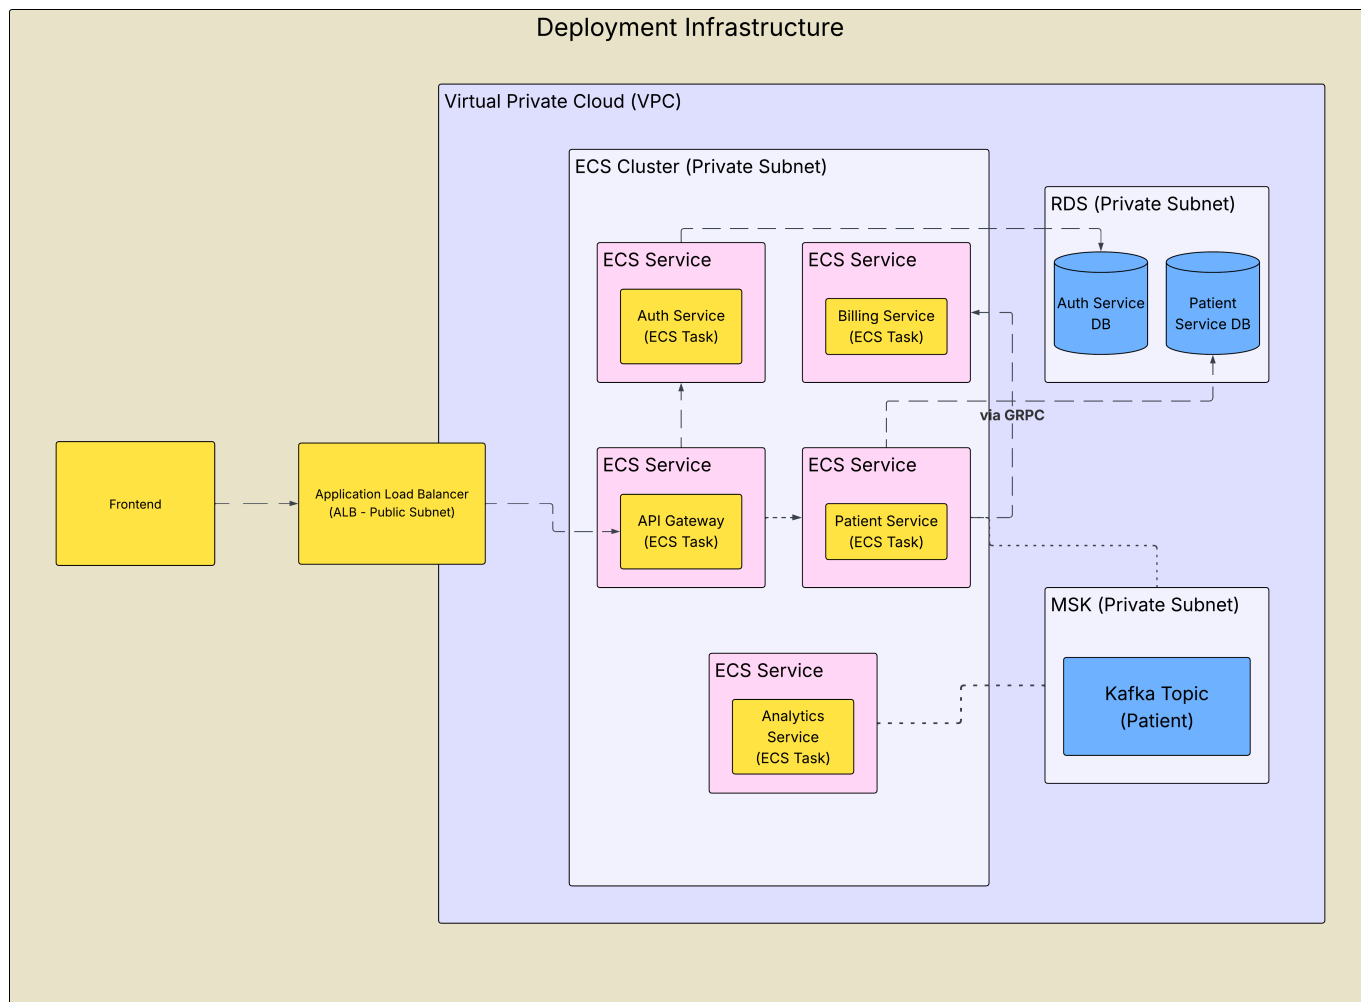 Deployment Infrastructure
Virtual Private Cloud (VPC)
ECS Cluster (Private Subnet)
RDS (Private Subnet)
ECS Service
Auth Service
(ECS Task)
ECS Service
Billing Service
(ECS Task)
Auth Service
DB
Patient
Service DB
via GRPC
Frontend
Application Load Balancer
(ALB - Public Subnet)
ECS Service
API Gateway
(ECS Task)
ECS Service
Patient Service
(ECS Task)
MSK (Private Subnet)
Kafka Topic
(Patient)
ECS Service
Analytics
Service
(ECS Task)